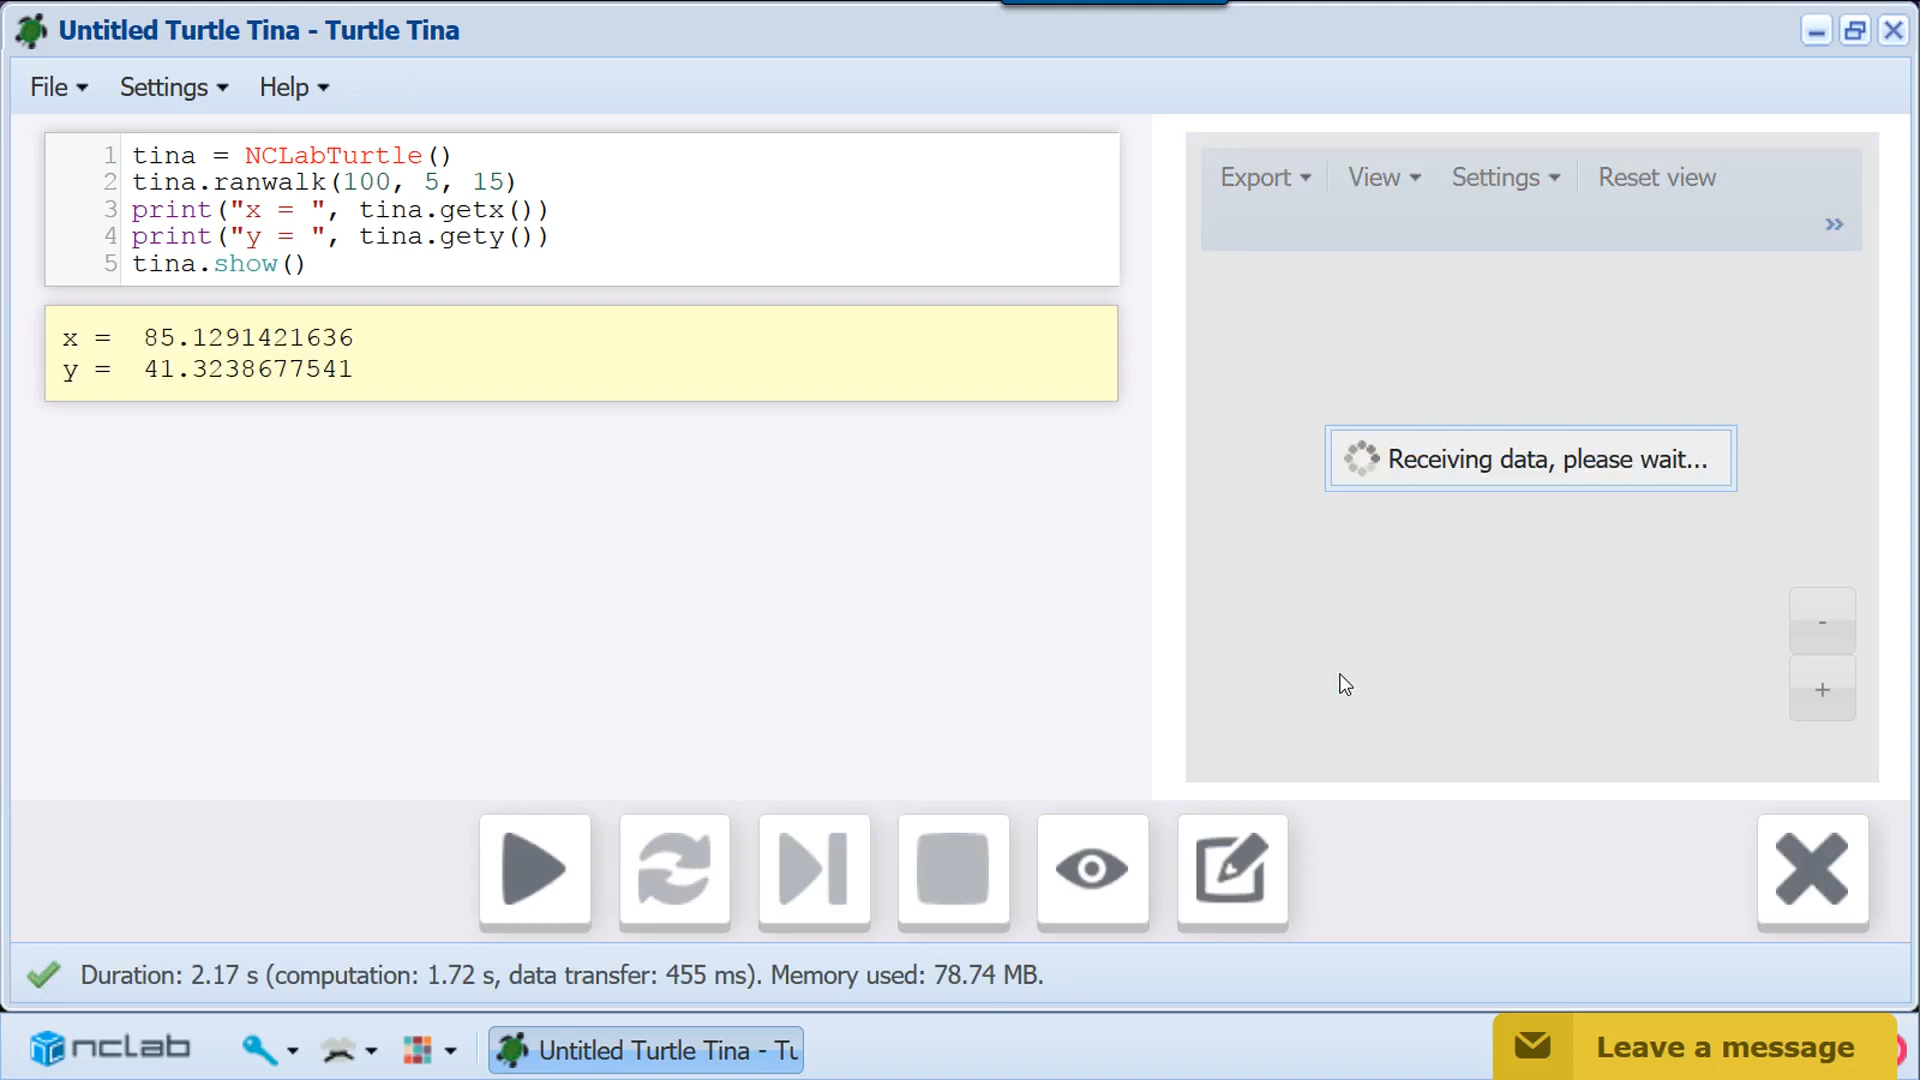 Untitled Turtle Tina - Turtle Tina
File Settings Help
1 tina = NCLabTurtle()
2 tina.ranwalk(100, 5, 15)
3 print("x = ", tina.getx())
4 print("y = ", tina.gety())
5 tina.show()
x =  85.1291421636
y =  41.3238677541
Export View Settings Reset view
»
Receiving data, please wait...
-
+
Duration: 2.17 s (computation: 1.72 s, data transfer: 455 ms). Memory used: 78.74 MB.
nclab
Untitled Turtle Tina - Tu
Leave a message